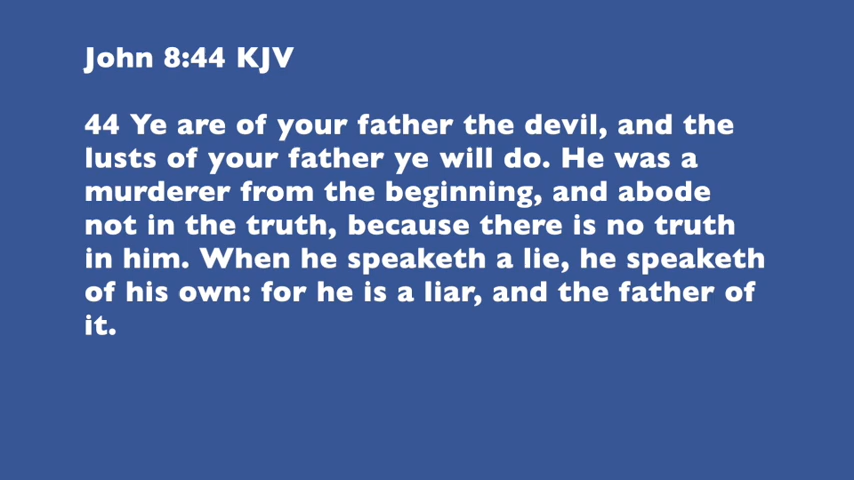 John 8:44 KJV
44 Ye are of your father the devil, and the
lusts of your father ye will do. He was a
murderer from the beginning, and abode
not in the truth, because there is no truth
in him. When he speaketh a lie, he speaketh
of his own: for he is a liar, and the father of
it.